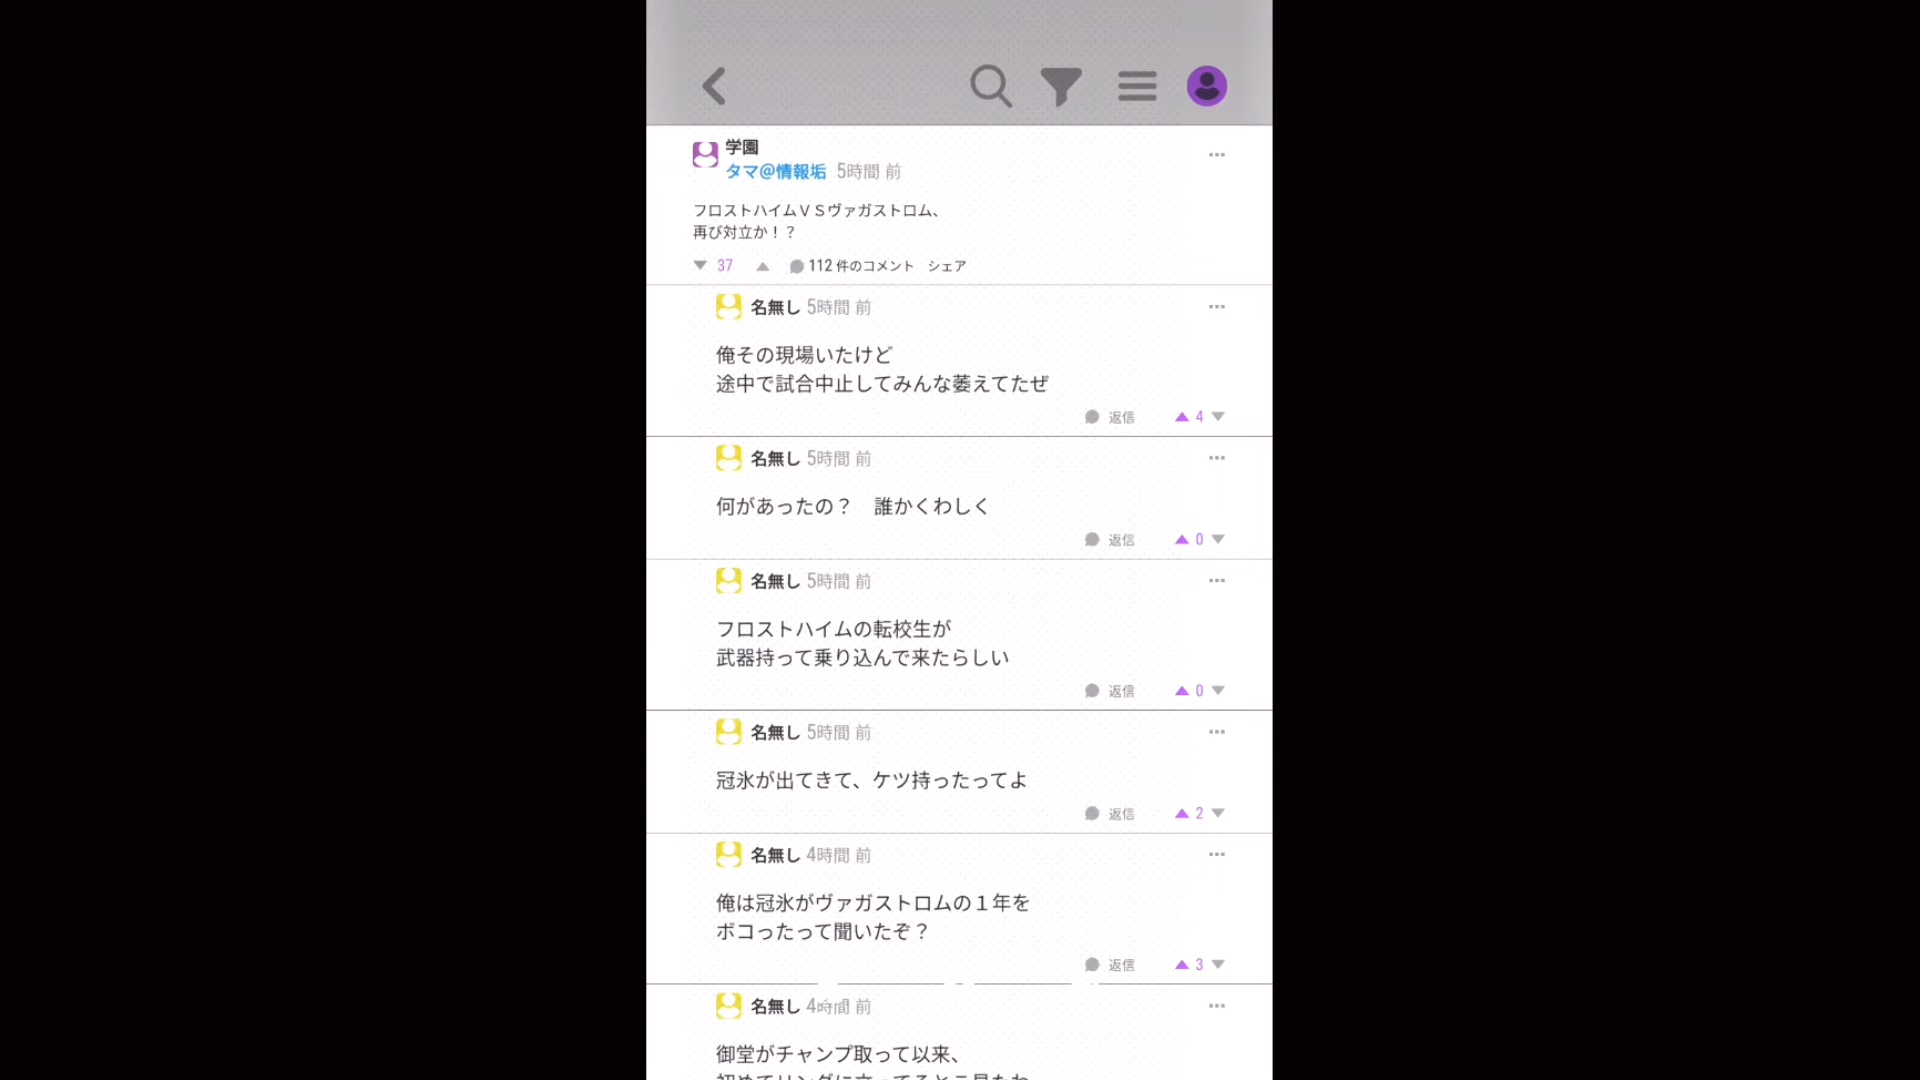 学園
タマ@情報垢 5時間 前
フロストハイムＶＳヴァガストロム、
再び対立か！？
37 112 件のコメント シェア
名無し 5時間 前
俺その現場いたけど
途中で試合中止してみんな萎えてたぜ
返信 4
名無し 5時間 前
何があったの？　誰かくわしく
返信 0
名無し 5時間 前
フロストハイムの転校生が
武器持って乗り込んで来たらしい
返信 0
名無し 5時間 前
冠氷が出てきて、ケツ持ったってよ
返信 2
名無し 4時間 前
俺は冠氷がヴァガストロムの１年を
ボコったって聞いたぞ？
返信 3
名無し 4時間 前
御堂がチャンプ取って以来、